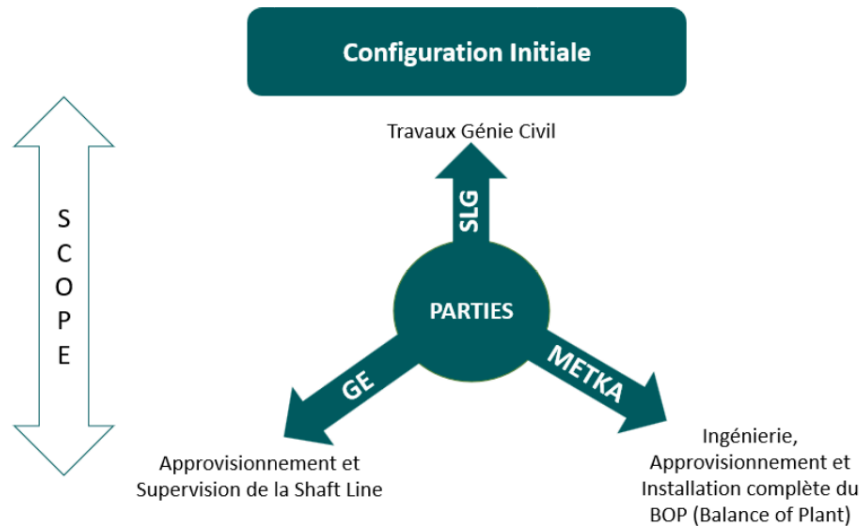 Configuration Initiale
Travaux Génie Civil
SLG
SCOPE
PARTIES
GE
METKA
Approvisionnement et
Supervision de la Shaft Line
Ingénierie,
Approvisionnement et
Installation complète du
BOP (Balance of Plant)